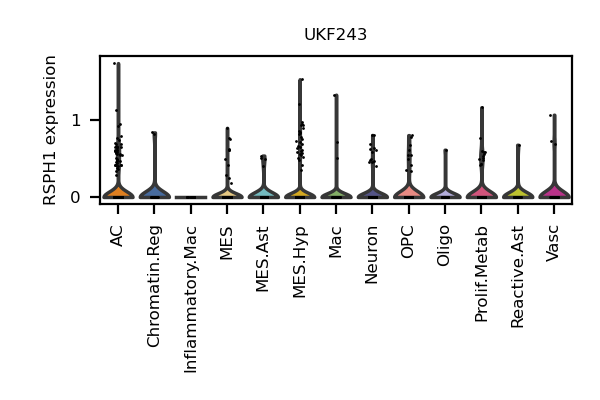 UKF243
RSPH1 expression
1
0
AC
Chromatin.Reg
Inflammatory.Mac
MES
MES.Ast
MES.Hyp
Mac
Neuron
OPC
Oligo
Prolif.Metab
Reactive.Ast
Vasc